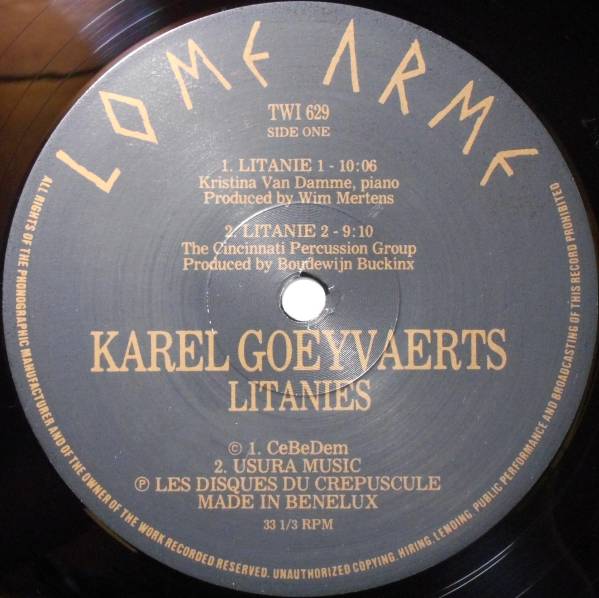 LOME ARME
TWI 629
SIDE ONE
1. LITANIE 1 - 10:06
Kristina Van Damme, piano
Produced by Wim Mertens
2. LITANIE 2 - 9:10
The Cincinnati Percussion Group
Produced by Boudewijn Buckinx
KAREL GOEYVAERTS
LITANIES
© 1. CeBeDem
2. USURA MUSIC
℗ LES DISQUES DU CREPUSCULE
MADE IN BENELUX
33 1/3 RPM
ALL RIGHTS OF THE PHONOGRAPHIC MANUFACTURER AND OF THE OWNER OF THE WORK RECORDED RESERVED. UNAUTHORIZED COPYING, HIRING, LENDING, PUBLIC PERFORMANCE AND BROADCASTING OF THIS RECORD PROHIBITED